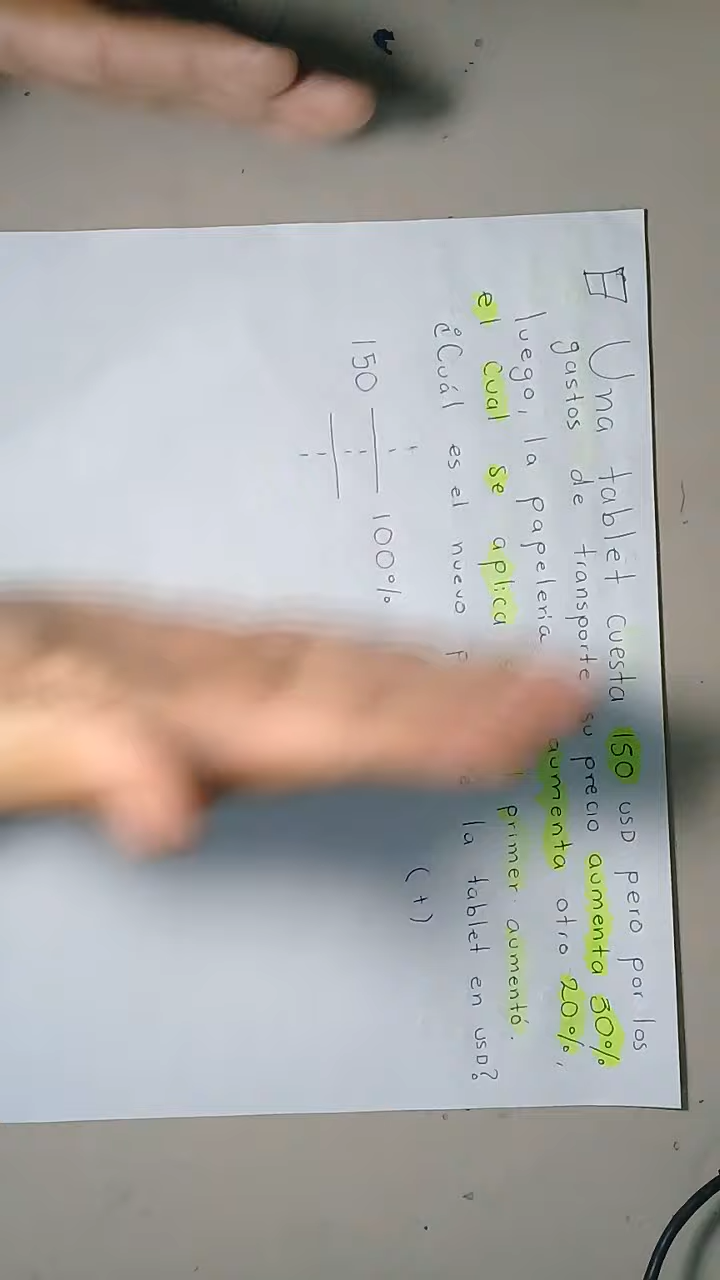 Una tablet cuesta 150 USD pero por los
gastos de transporte su precio aumenta 30%
luego, la papelería aumenta otro 20%,
el cual se aplica primer aumentó.
¿Cuál es el nuevo la tablet en USD?
(+)
150 100%